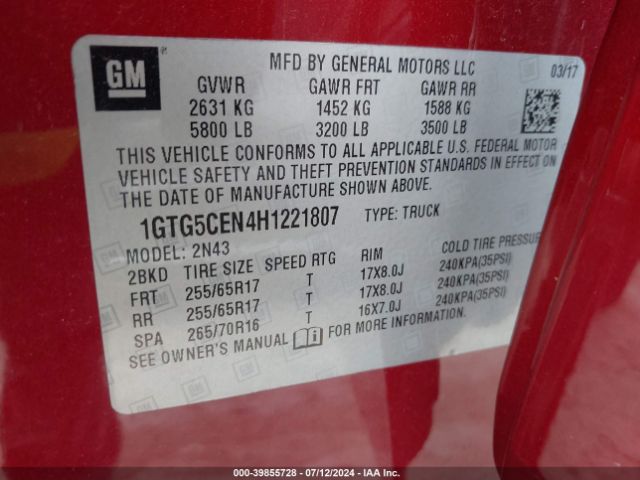 GM
MFD BY GENERAL MOTORS LLC 03/17
GVWR GAWR FRT GAWR RR
2631 KG 1452 KG 1588 KG
5800 LB 3200 LB 3500 LB
THIS VEHICLE CONFORMS TO ALL APPLICABLE U.S. FEDERAL MOTOR
VEHICLE SAFETY AND THEFT PREVENTION STANDARDS IN EFFECT ON
THE DATE OF MANUFACTURE SHOWN ABOVE.
1GTG5CEN4H1221807 TYPE: TRUCK
MODEL: 2N43
2BKD TIRE SIZE SPEED RTG RIM COLD TIRE PRESSURE
FRT 255/65R17 T 17X8.0J 240KPA(35PSI)
RR 255/65R17 T 17X8.0J 240KPA(35PSI)
SPA 265/70R16 T 16X7.0J 240KPA(35PSI)
SEE OWNER'S MANUAL FOR MORE INFORMATION.
000-39855728 - 07/12/2024 - IAA Inc.